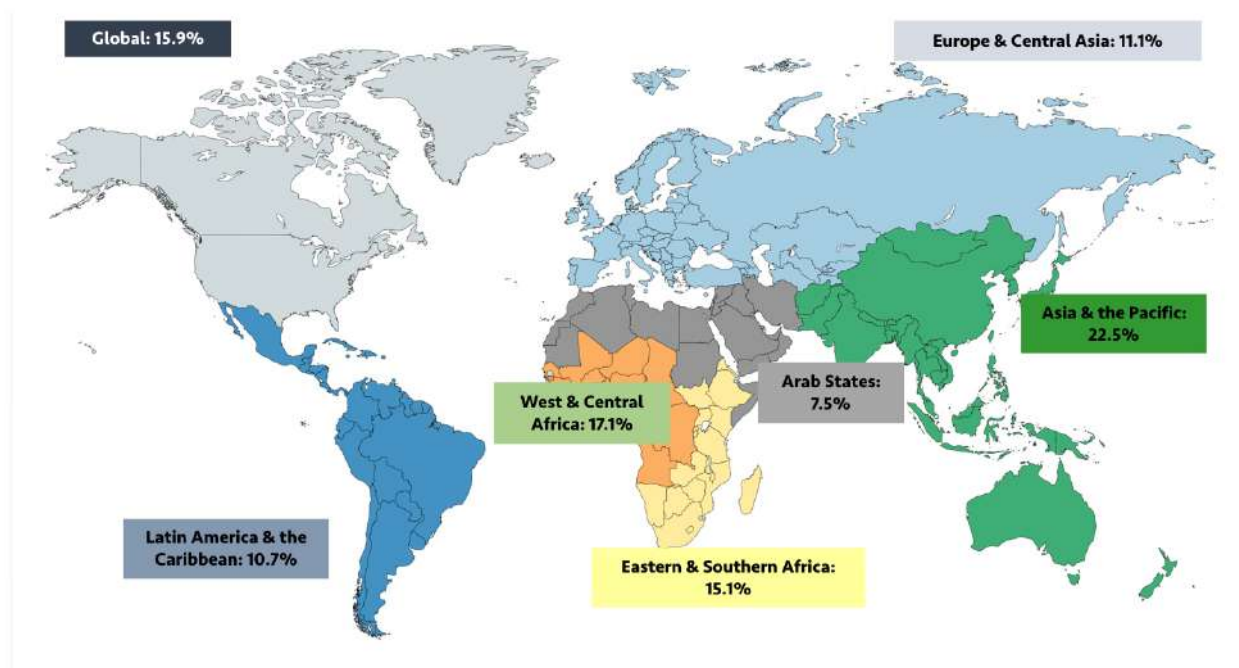 Global: 15.9%
Europe & Central Asia: 11.1%
Asia & the Pacific:
22.5%
Arab States:
7.5%
West & Central
Africa: 17.1%
Latin America & the
Caribbean: 10.7%
Eastern & Southern Africa:
15.1%